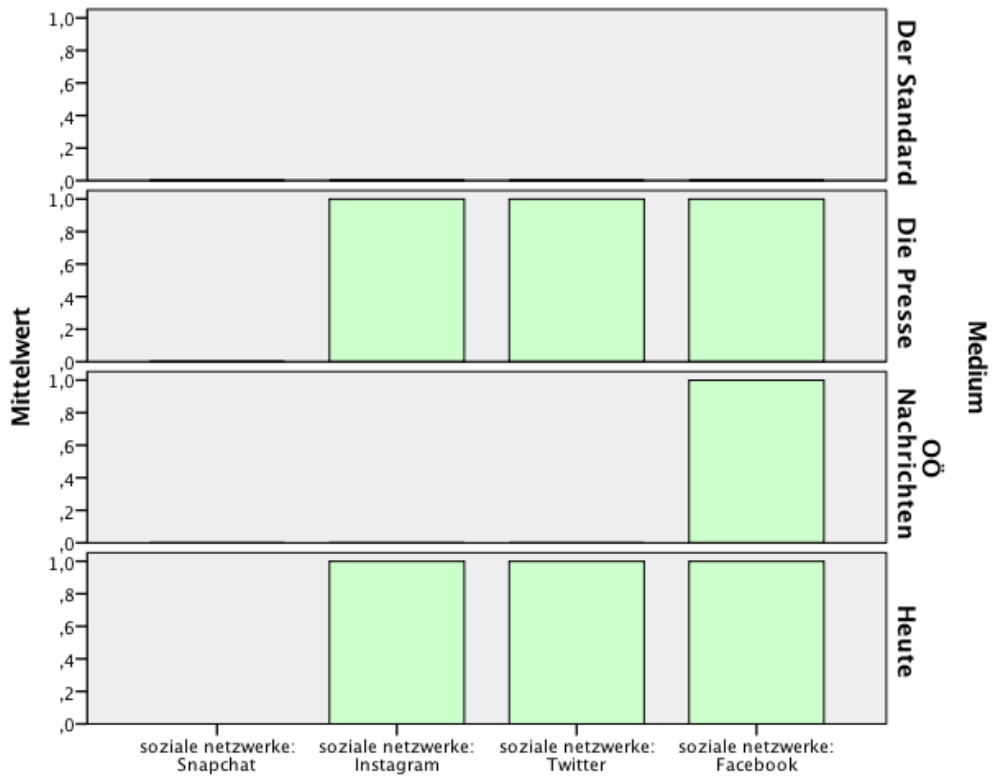 Mittelwert
1,0
,8
,6
,4
,2
,0
Der Standard
1,0
,8
,6
,4
,2
,0
Die Presse
1,0
,8
,6
,4
,2
,0
OÖ
Nachrichten
1,0
,8
,6
,4
,2
,0
Heute
Medium
soziale netzwerke:
Snapchat
soziale netzwerke:
Instagram
soziale netzwerke:
Twitter
soziale netzwerke:
Facebook